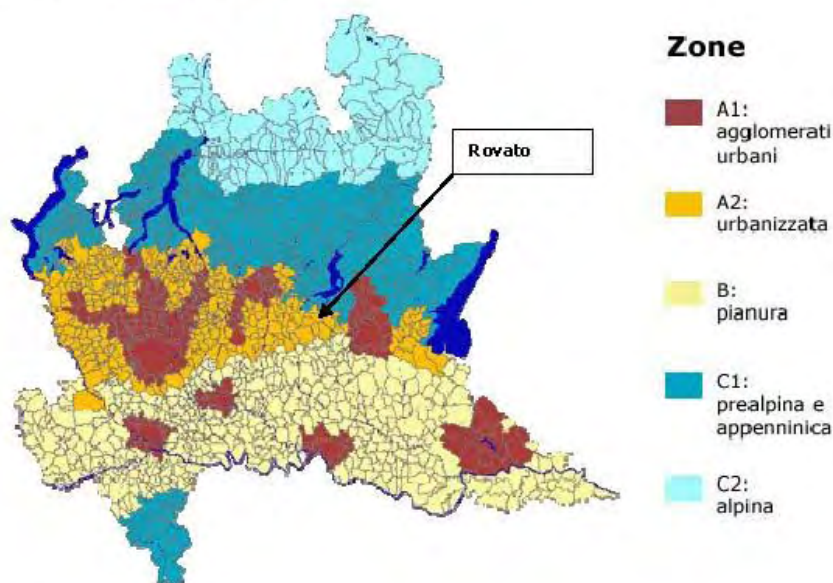 Zone
Rovato
A1:
agglomerati
urbani
A2:
urbanizzata
B:
pianura
C1:
prealpina e
appenninica
C2:
alpina